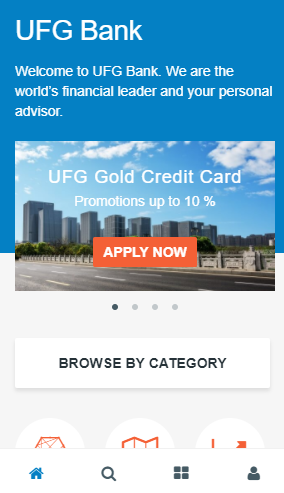 UFG Bank
Welcome to UFG Bank. We are the
world's financial leader and your personal
advisor.
UFG Gold Credit Card
Promotions up to 10 %
APPLY NOW
BROWSE BY CATEGORY